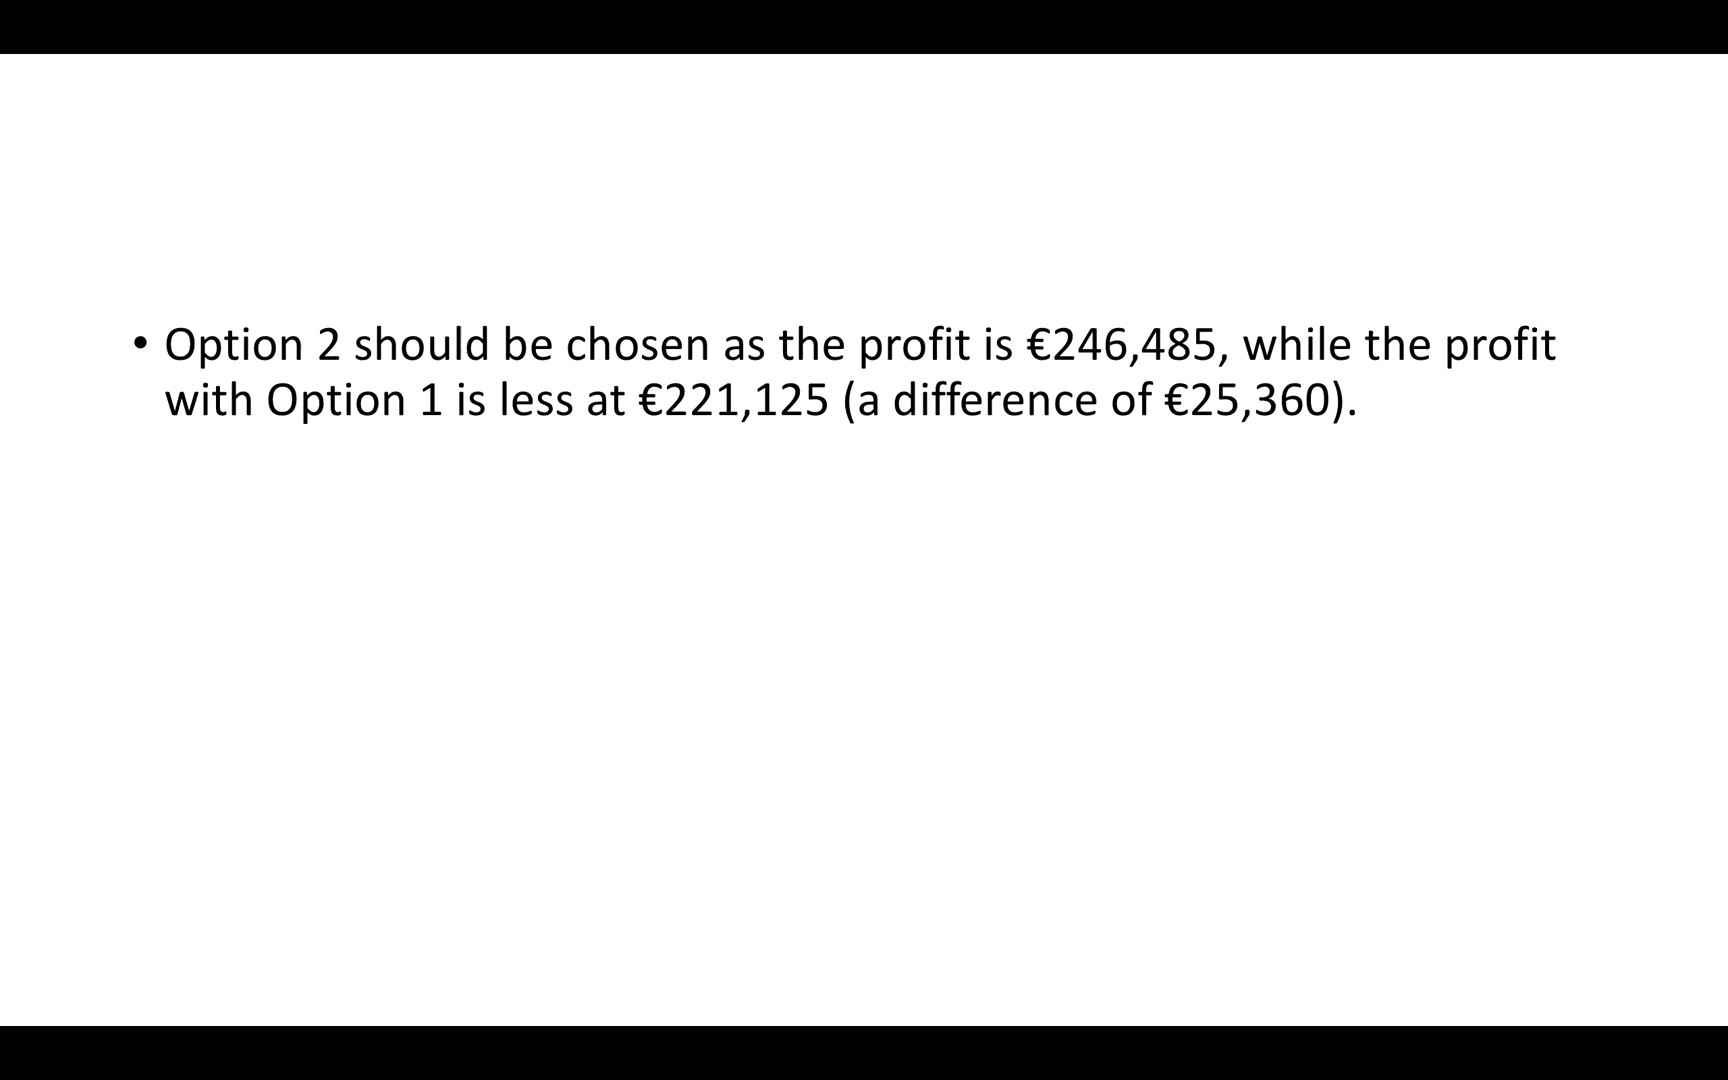 • Option 2 should be chosen as the profit is €246,485, while the profit
with Option 1 is less at €221,125 (a difference of €25,360).